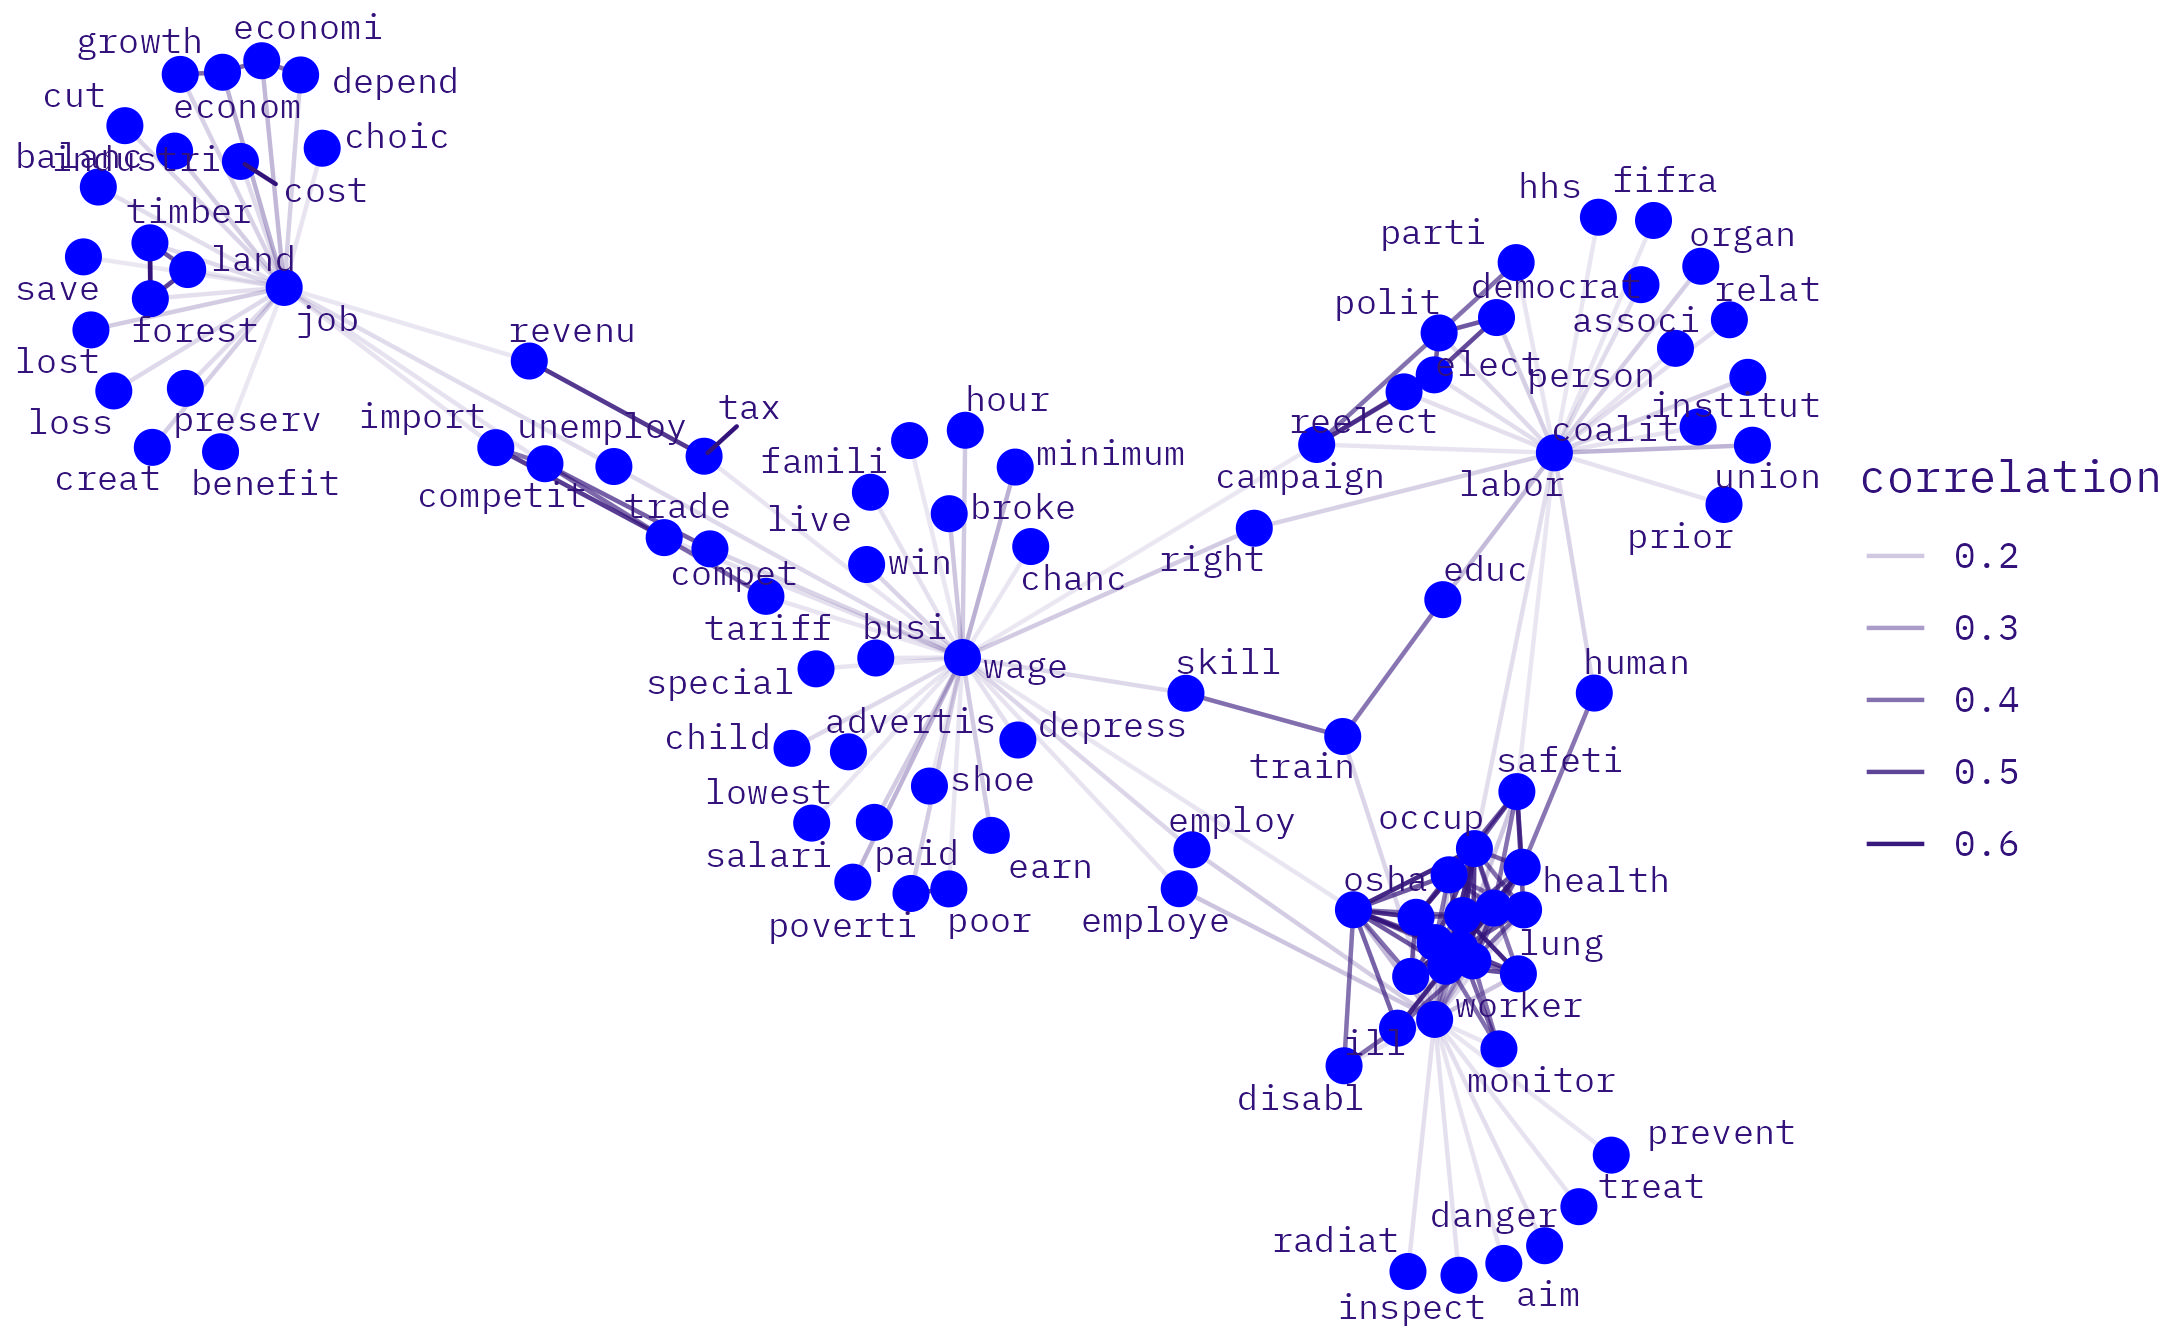 economi
growth
depend
cut
econom
choic
balanc
industri
cost
timber
land
save
forest
job
lost
revenu
loss
preserv
import
unemploy
tax
creat
benefit
competit
trade
compet
tariff
hour
famili
minimum
live
broke
win
chanc
busi
wage
special
child
advertis
depress
lowest
shoe
salari
paid
earn
poverti
poor
hhs
fifra
parti
organ
polit
democrat
relat
associ
elect
person
reelect
institut
coalit
campaign
labor
union
prior
right
educ
skill
human
train
safeti
employ
occup
osha
health
employe
lung
worker
ill
monitor
disabl
prevent
treat
danger
radiat
aim
inspect
correlation
0.2
0.3
0.4
0.5
0.6